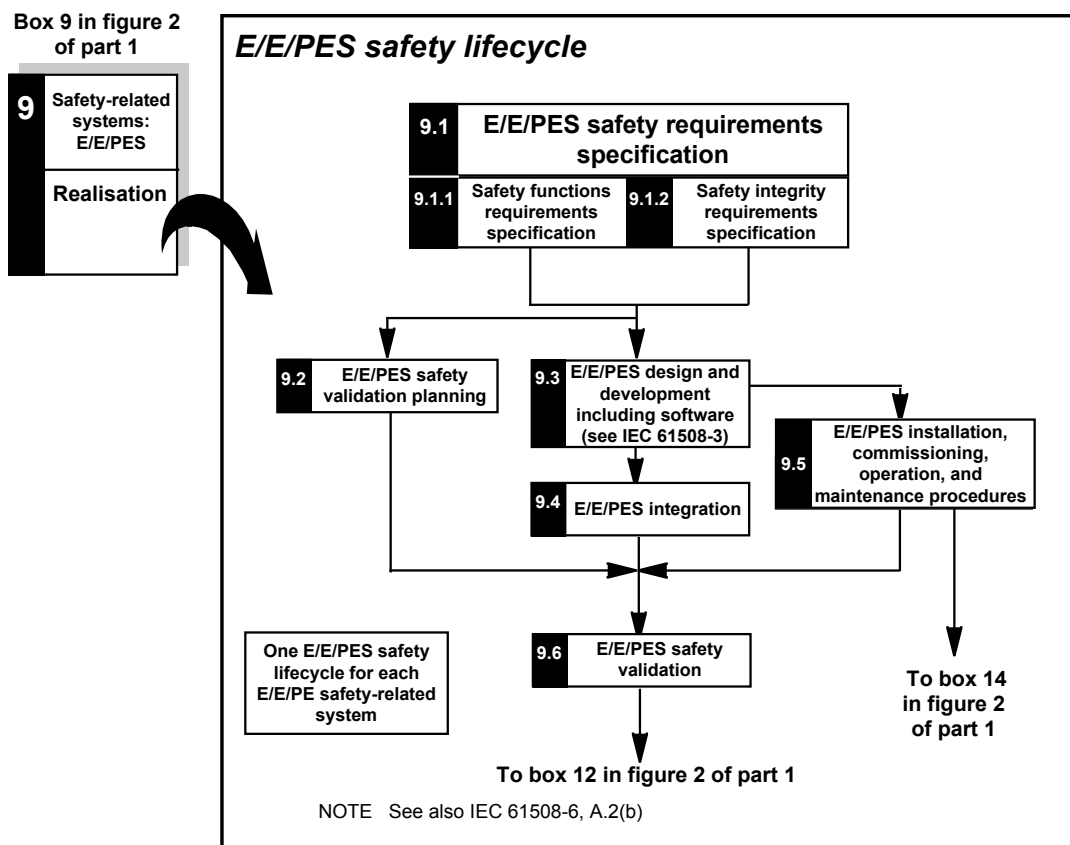 Box 9 in figure 2
of part 1
9
Safety-related
systems:
E/E/PES
Realisation
E/E/PES safety lifecycle
9.1
E/E/PES safety requirements
specification
9.1.1
Safety functions
requirements
specification
9.1.2
Safety integrity
requirements
specification
9.2
E/E/PES safety
validation planning
9.3
E/E/PES design and
development
including software
(see IEC 61508-3)
9.4
E/E/PES integration
9.5
E/E/PES installation,
commissioning,
operation, and
maintenance procedures
One E/E/PES safety
lifecycle for each
E/E/PE safety-related
system
9.6
E/E/PES safety
validation
To box 14
in figure 2
of part 1
To box 12 in figure 2 of part 1
NOTE See also IEC 61508-6, A.2(b)